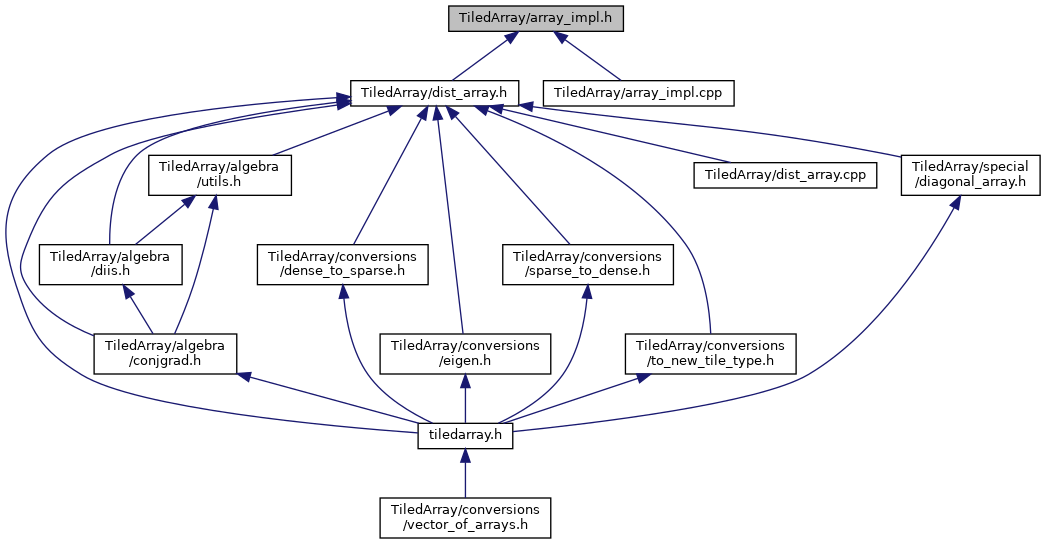 TiledArray/array_impl.h
TiledArray/dist_array.h
TiledArray/array_impl.cpp
TiledArray/algebra
/utils.h
TiledArray/dist_array.cpp
TiledArray/special
/diagonal_array.h
TiledArray/algebra
/diis.h
TiledArray/conversions
/dense_to_sparse.h
TiledArray/conversions
/sparse_to_dense.h
TiledArray/algebra
/conjgrad.h
TiledArray/conversions
/eigen.h
TiledArray/conversions
/to_new_tile_type.h
tiledarray.h
TiledArray/conversions
/vector_of_arrays.h